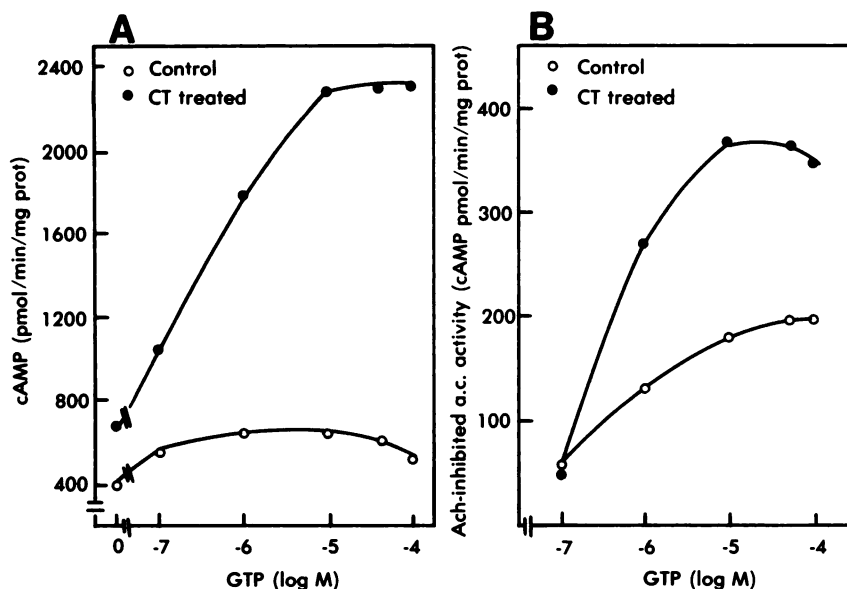 A
Control
CT treated
cAMP (pmol/min/mg prot)
2400
2000
1600
1200
800
400
0 -7 -6 -5 -4
GTP (log M)
B
Control
CT treated
Ach-inhibited a.c. activity (cAMP pmol/min/mg prot)
400
300
200
100
-7 -6 -5 -4
GTP (log M)